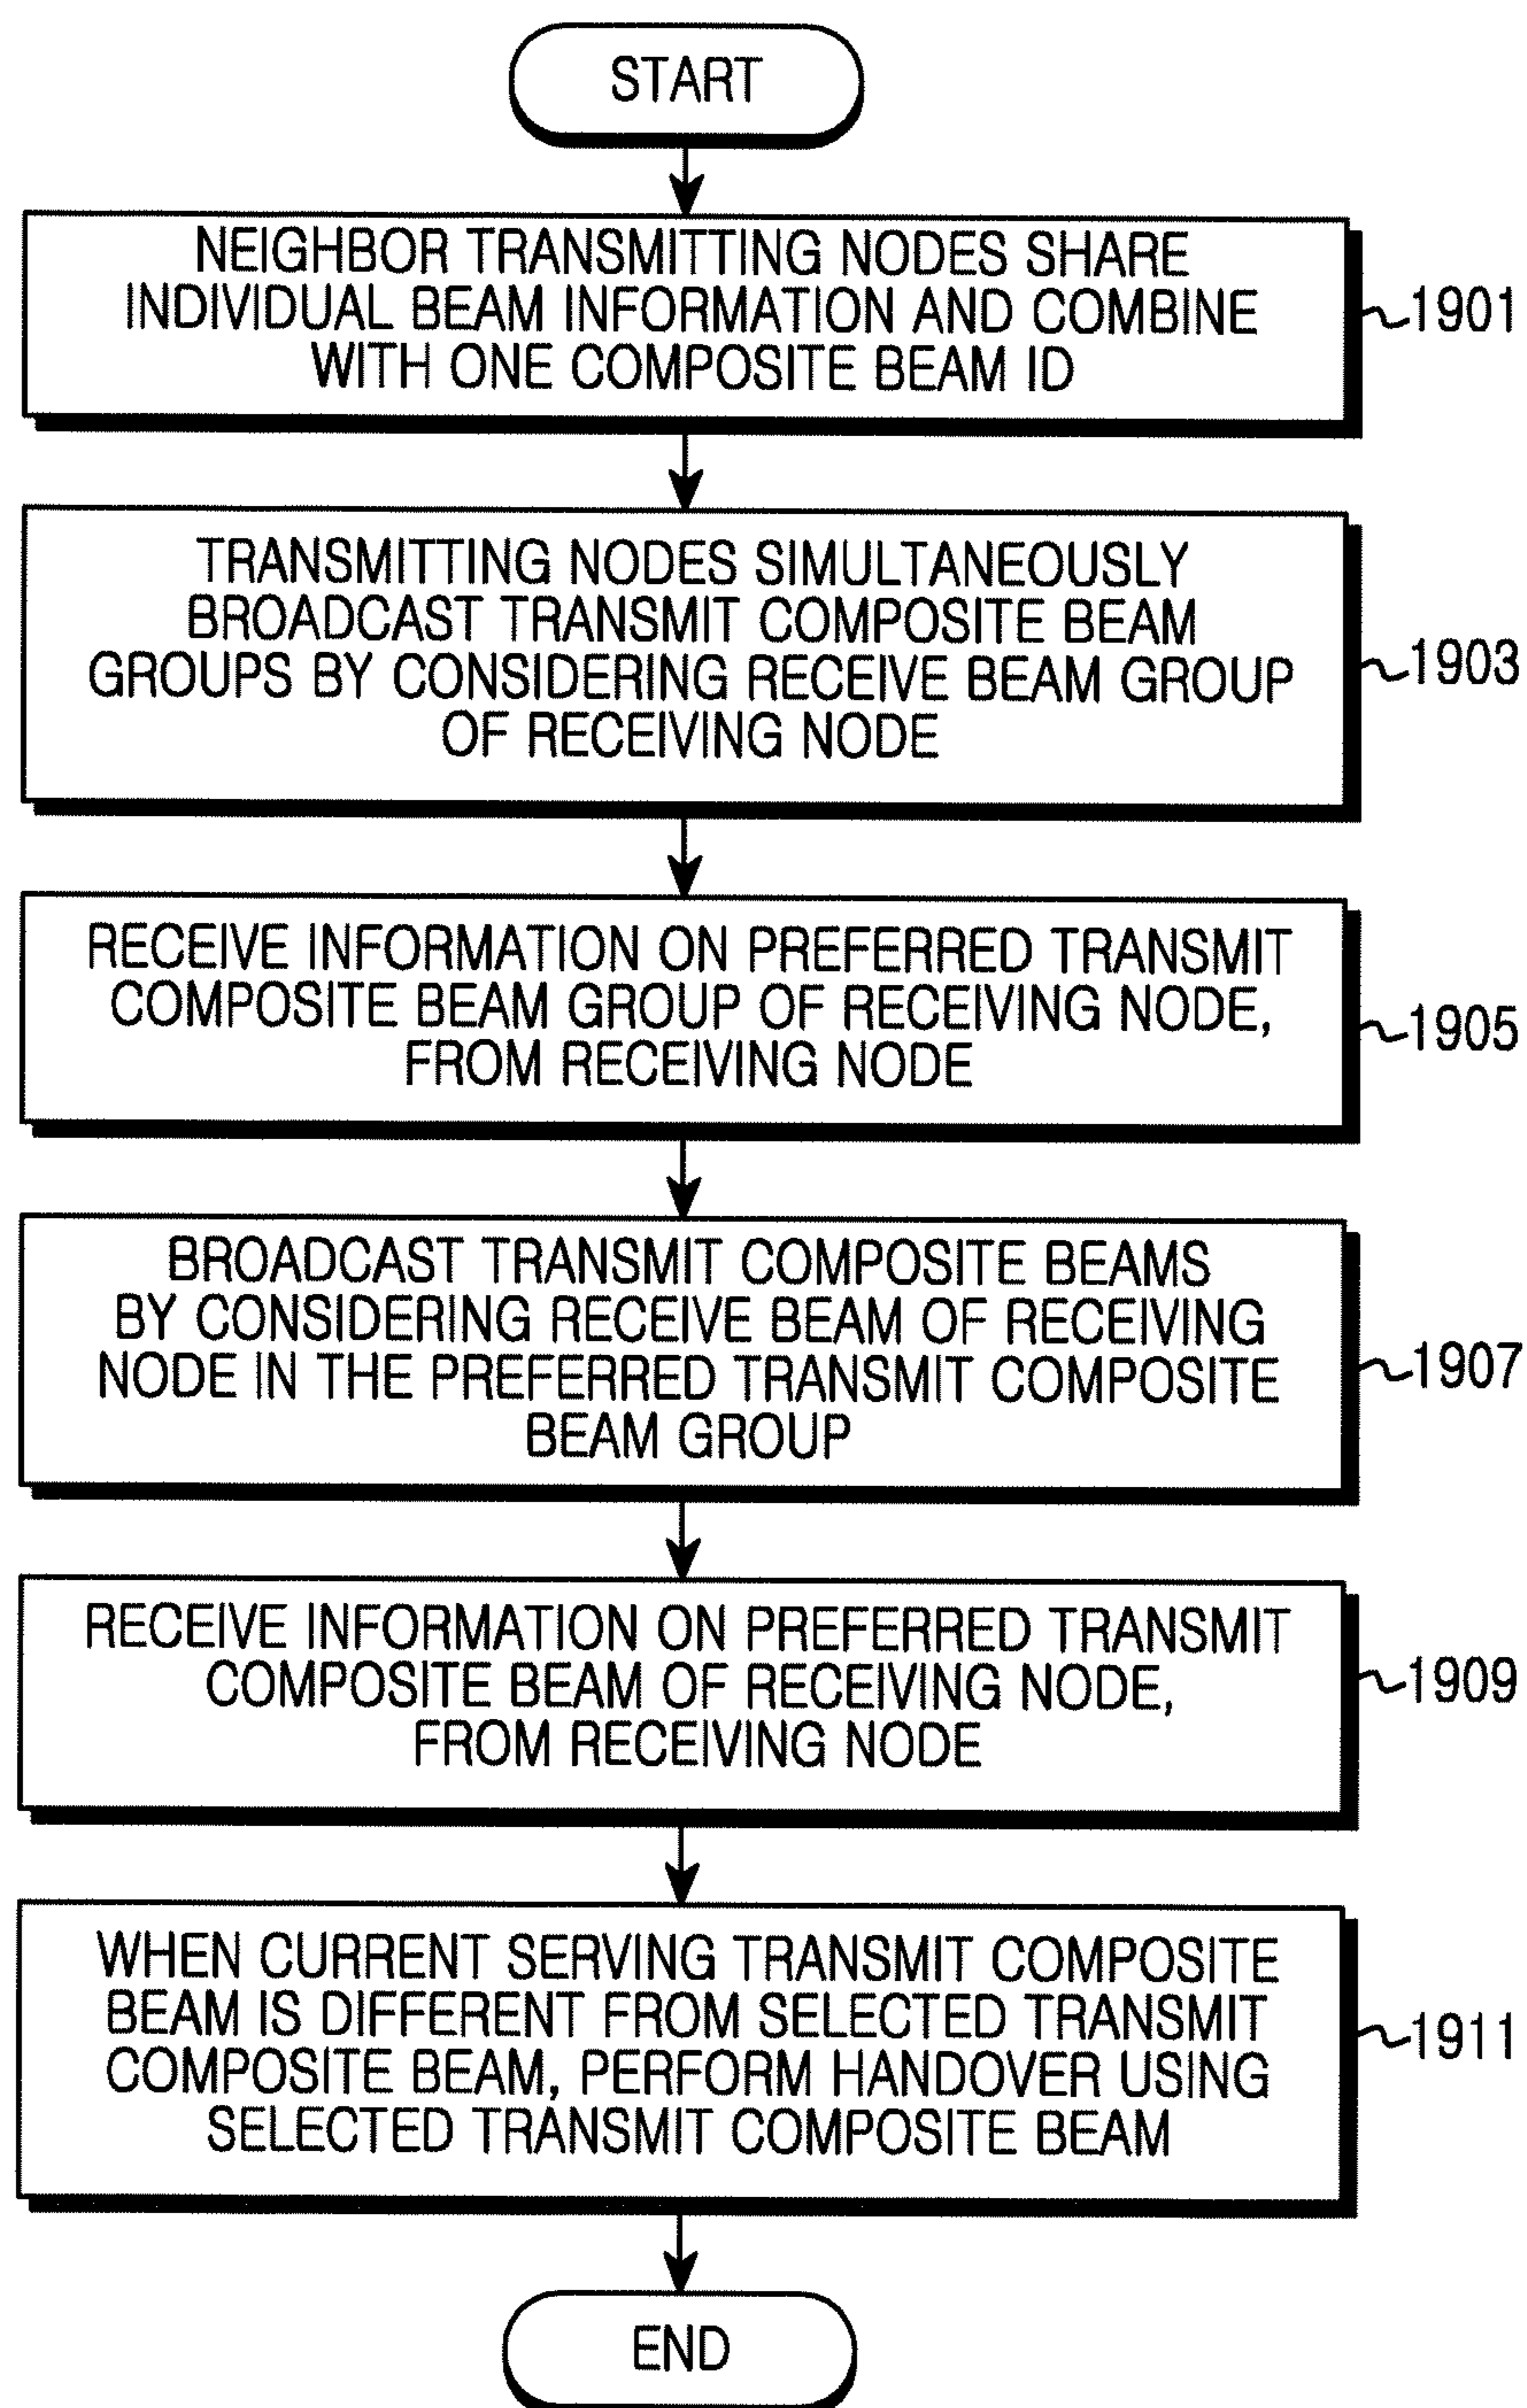 START
NEIGHBOR TRANSMITTING NODES SHARE
INDIVIDUAL BEAM INFORMATION AND COMBINE
WITH ONE COMPOSITE BEAM ID
1901
TRANSMITTING NODES SIMULTANEOUSLY
BROADCAST TRANSMIT COMPOSITE BEAM
GROUPS BY CONSIDERING RECEIVE BEAM GROUP
OF RECEIVING NODE
1903
RECEIVE INFORMATION ON PREFERRED TRANSMIT
COMPOSITE BEAM GROUP OF RECEIVING NODE,
FROM RECEIVING NODE
1905
BROADCAST TRANSMIT COMPOSITE BEAMS
BY CONSIDERING RECEIVE BEAM OF RECEIVING
NODE IN THE PREFERRED TRANSMIT COMPOSITE
BEAM GROUP
1907
RECEIVE INFORMATION ON PREFERRED TRANSMIT
COMPOSITE BEAM OF RECEIVING NODE,
FROM RECEIVING NODE
1909
WHEN CURRENT SERVING TRANSMIT COMPOSITE
BEAM IS DIFFERENT FROM SELECTED TRANSMIT
COMPOSITE BEAM, PERFORM HANDOVER USING
SELECTED TRANSMIT COMPOSITE BEAM
1911
END